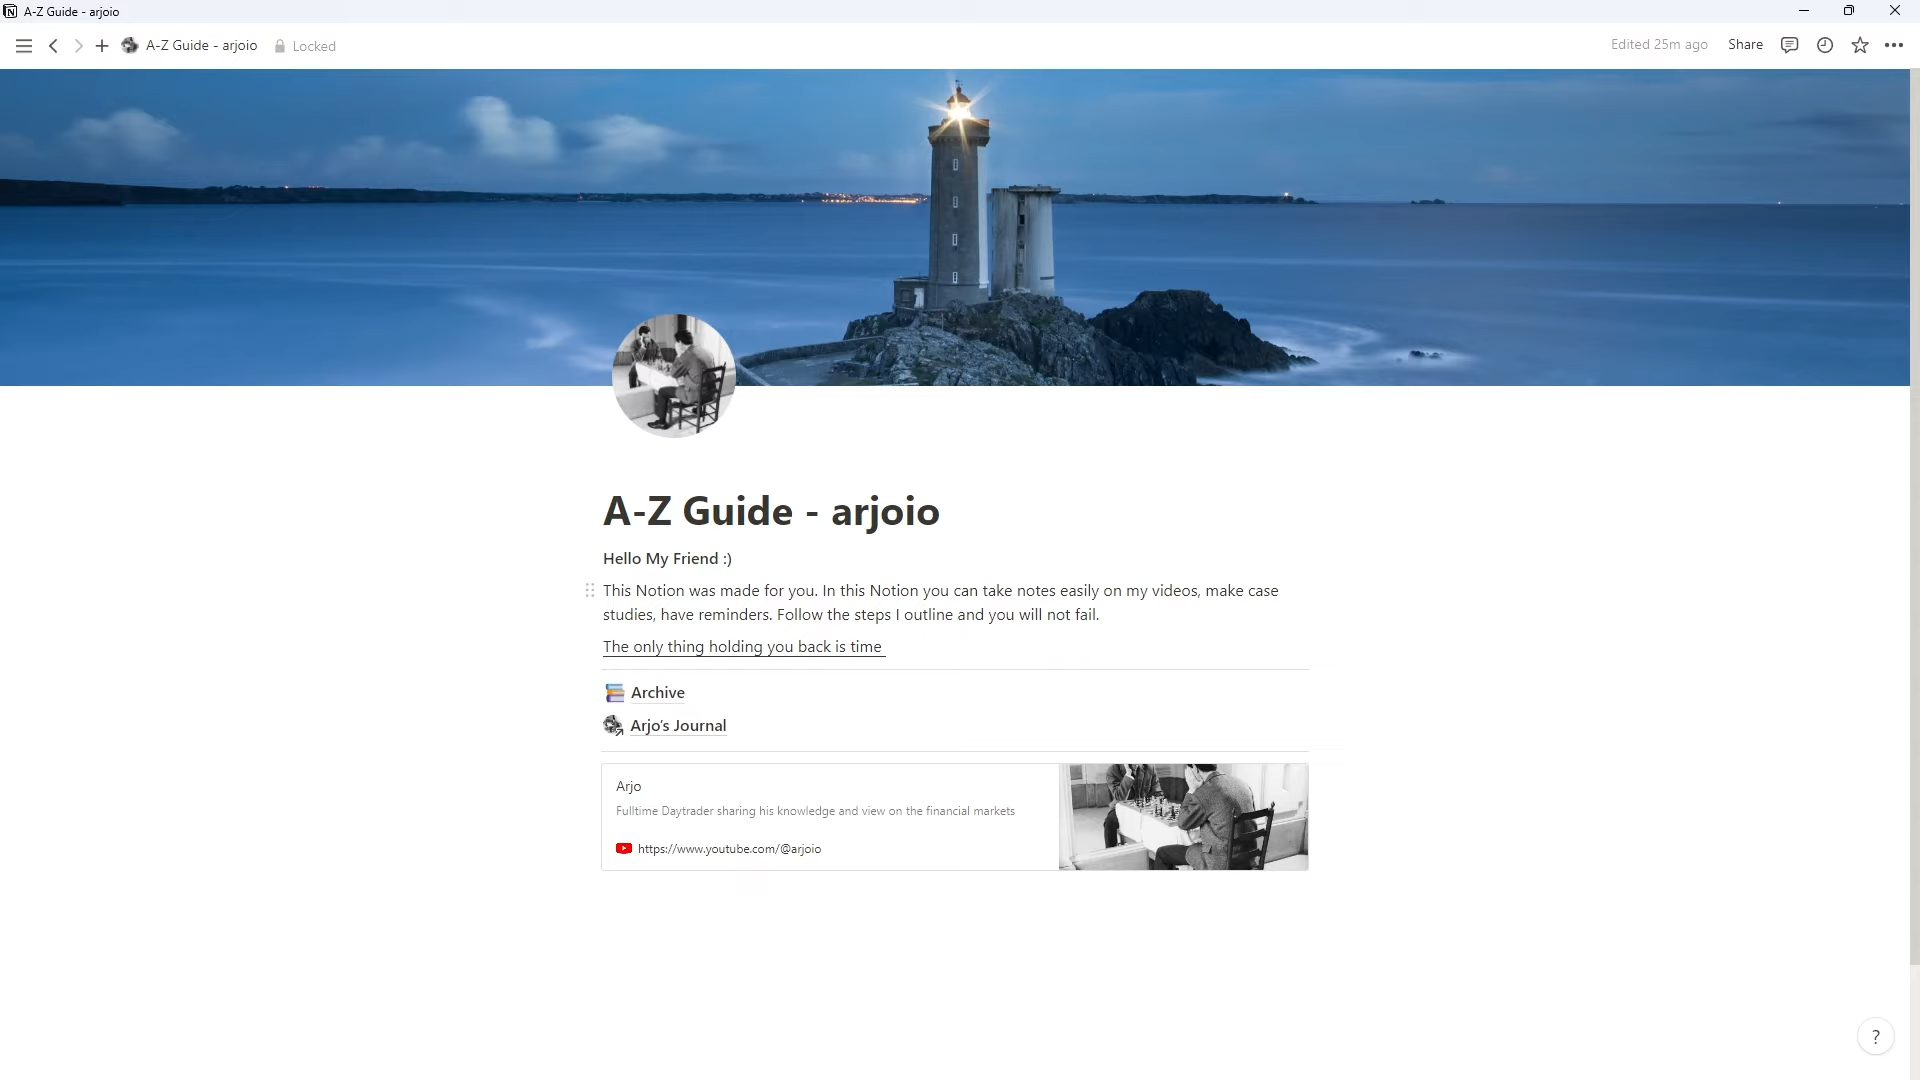 A-Z Guide - arjoio
A-Z Guide - arjoio Locked
Edited 25m ago Share
A-Z Guide - arjoio
Hello My Friend :)
This Notion was made for you. In this Notion you can take notes easily on my videos, make case
studies, have reminders. Follow the steps I outline and you will not fail.
The only thing holding you back is time
Archive
Arjo's Journal
Arjo
Fulltime Daytrader sharing his knowledge and view on the financial markets
https://www.youtube.com/@arjoio
?